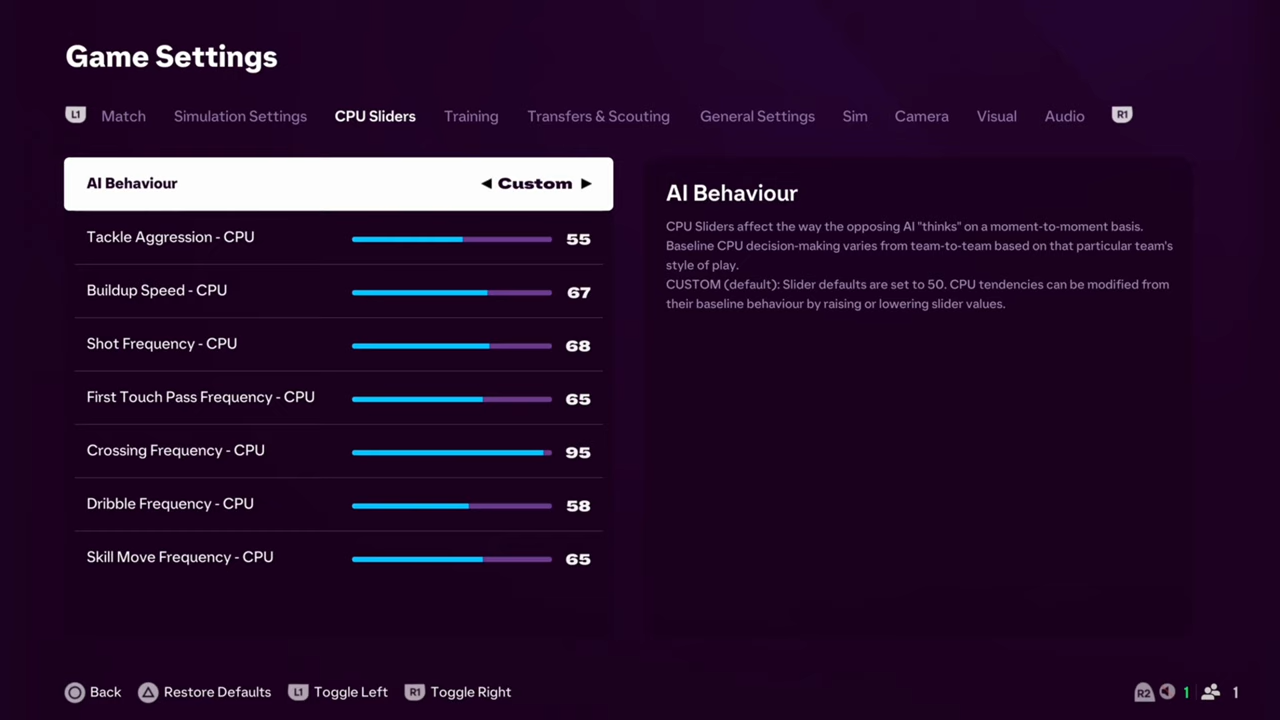 Game Settings
L1 Match Simulation Settings CPU Sliders Training Transfers & Scouting General Settings Sim Camera Visual Audio R1
AI Behaviour Custom
Tackle Aggression - CPU 55
Buildup Speed - CPU 67
Shot Frequency - CPU 68
First Touch Pass Frequency - CPU 65
Crossing Frequency - CPU 95
Dribble Frequency - CPU 58
Skill Move Frequency - CPU 65
AI Behaviour
CPU Sliders affect the way the opposing AI "thinks" on a moment-to-moment basis.
Baseline CPU decision-making varies from team-to-team based on that particular team's
style of play.
CUSTOM (default): Slider defaults are set to 50. CPU tendencies can be modified from
their baseline behaviour by raising or lowering slider values.
Back Restore Defaults L1 Toggle Left R1 Toggle Right
R2 1 1